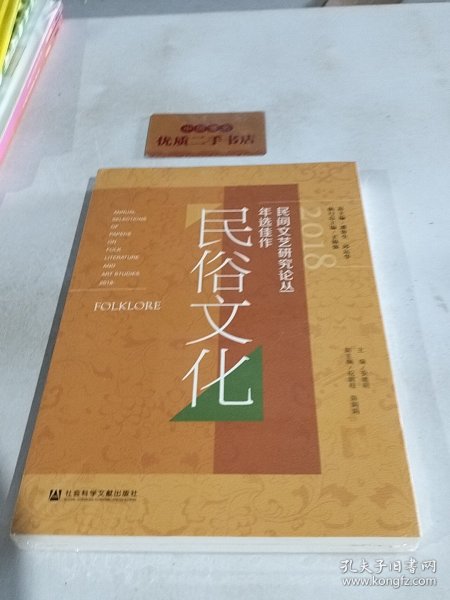 优质二手书店
ANNUAL
SELECTIONS
OF
PAPERS
ON
FOLK
LITERATURE
AND
ART STUDIES
2018
FOLKLORE
民俗文化
民间文艺研究论丛
年选佳作
2018
社会科学文献出版社
孔夫子旧书网
www.kongfz.com